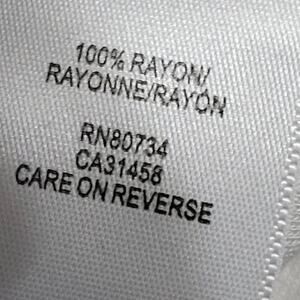 100% RAYON/
RAYONNE/RAYÓN
RN80734
CA31458
CARE ON REVERSE